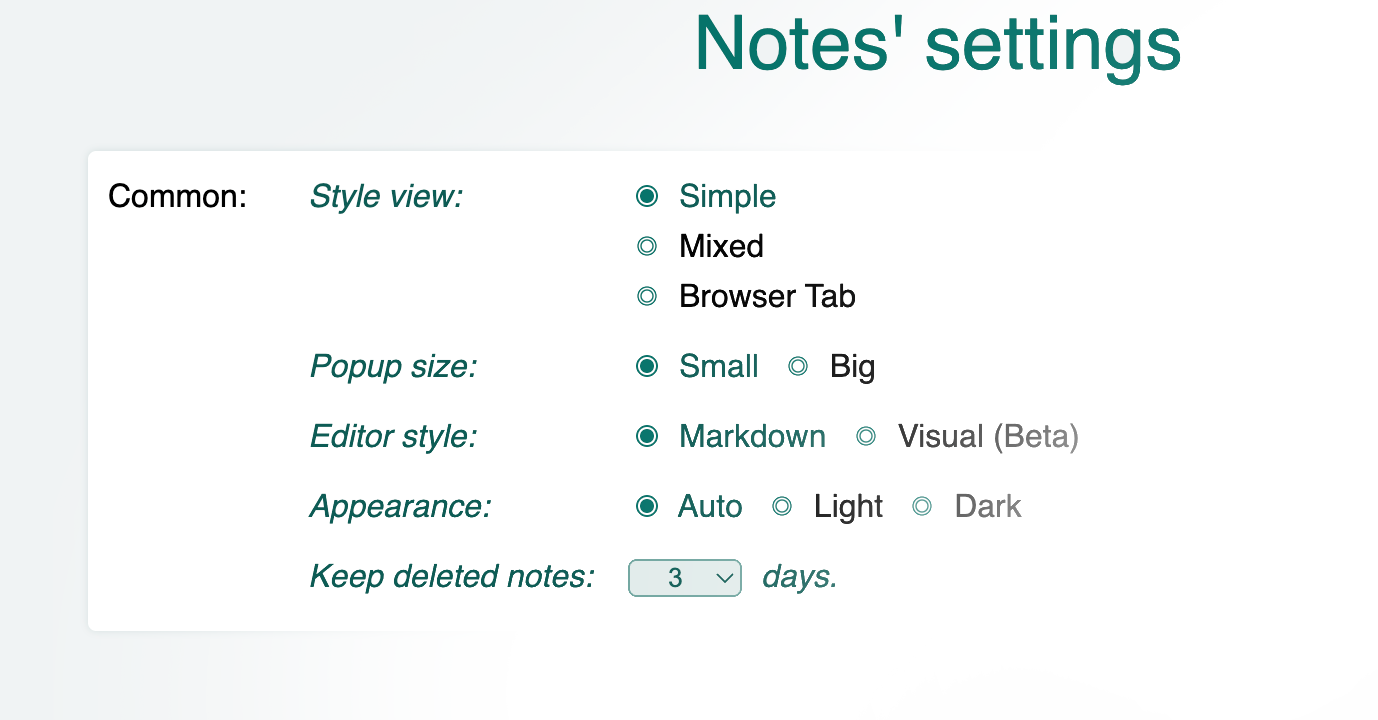 Notes' settings
Common: Style view: Simple
Mixed
Browser Tab
Popup size: Small Big
Editor style: Markdown Visual (Beta)
Appearance: Auto Light Dark
Keep deleted notes: 3 days.